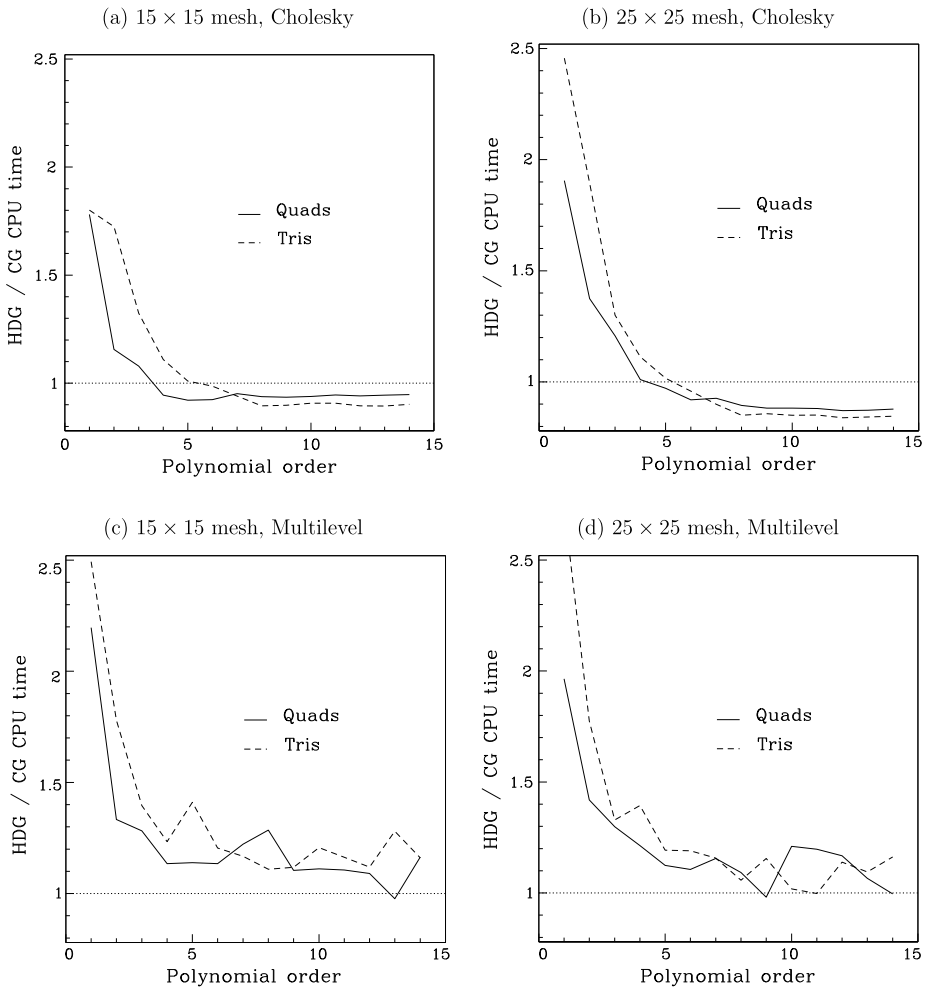 (a) 15 × 15 mesh, Cholesky
HDG / CG CPU time
2.5
2
1.5
1
0 5 10 15
Polynomial order
Quads
Tris
(b) 25 × 25 mesh, Cholesky
HDG / CG CPU time
2.5
2
1.5
1
0 5 10 15
Polynomial order
Quads
Tris
(c) 15 × 15 mesh, Multilevel
HDG / CG CPU time
2.5
2
1.5
1
0 5 10 15
Polynomial order
Quads
Tris
(d) 25 × 25 mesh, Multilevel
HDG / CG CPU time
2.5
2
1.5
1
0 5 10 15
Polynomial order
Quads
Tris